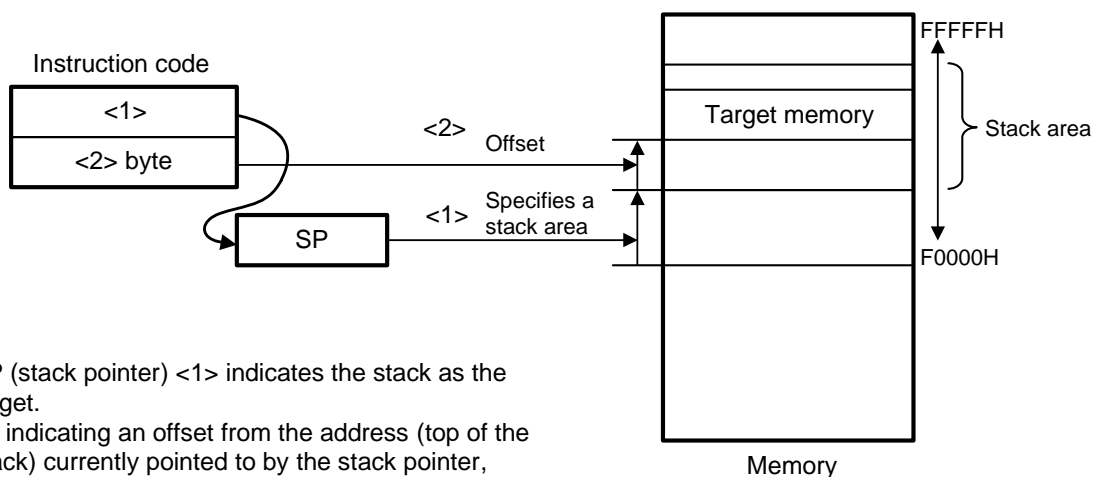 FFFFFH
Instruction code
<1>
<2> byte
<2>
Offset
Target memory
Stack area
<1>
Specifies a
stack area
SP
F0000H
(stack pointer) <1> indicates the stack as the
indicating an offset from the address (top of the
currently pointed to by the stack pointer,
Memory